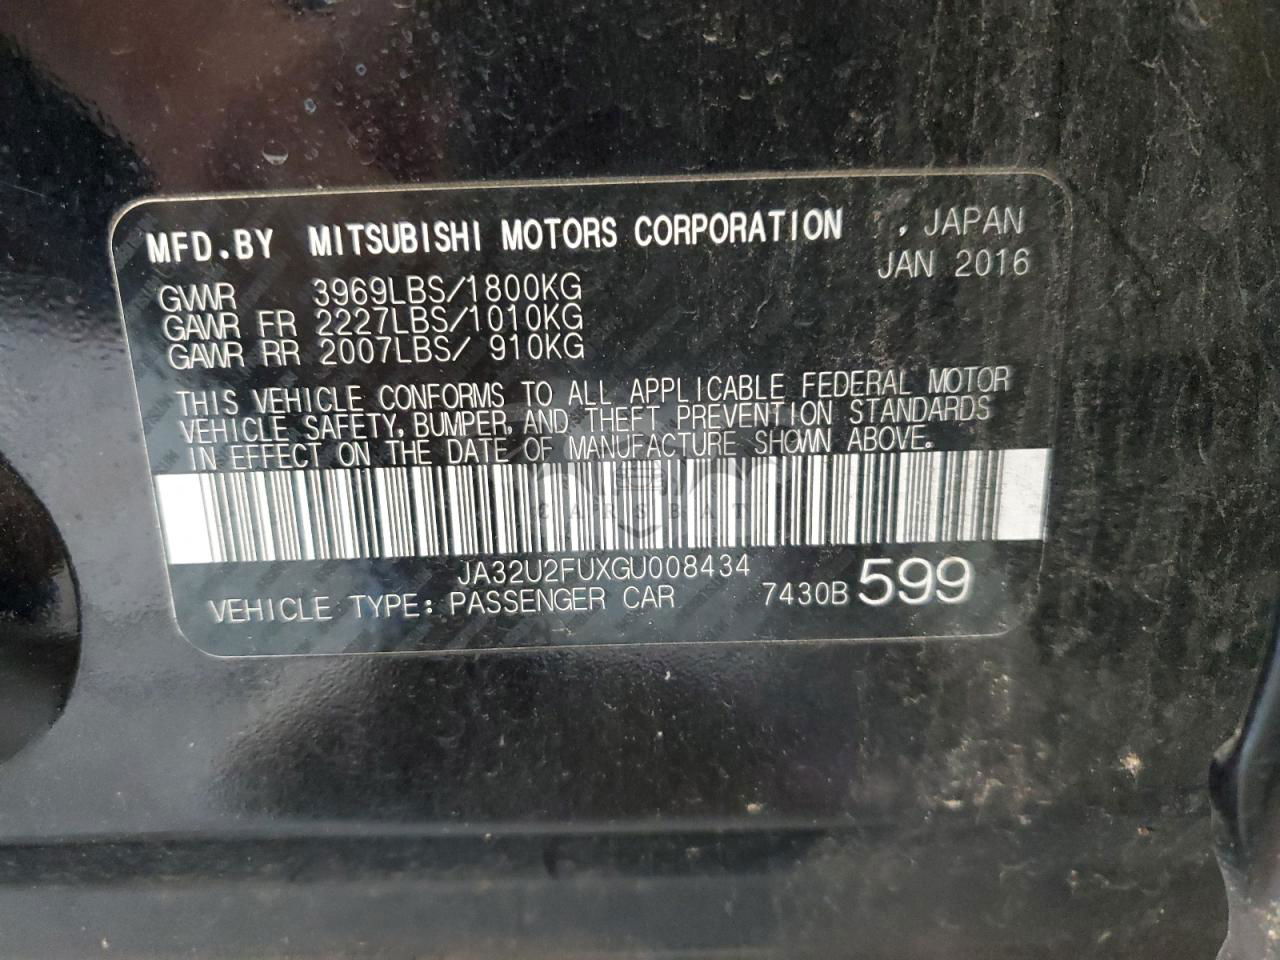 MFD.BY MITSUBISHI MOTORS CORPORATION , JAPAN
JAN 2016
GVWR 3969LBS/1800KG
GAWR FR 2227LBS/1010KG
GAWR RR 2007LBS/ 910KG
THIS VEHICLE CONFORMS TO ALL APPLICABLE FEDERAL MOTOR
VEHICLE SAFETY, BUMPER, AND THEFT PREVENTION STANDARDS
IN EFFECT ON THE DATE OF MANUFACTURE SHOWN ABOVE.
CARSBAT
JA32U2FUXGU008434
VEHICLE TYPE: PASSENGER CAR 7430B 599